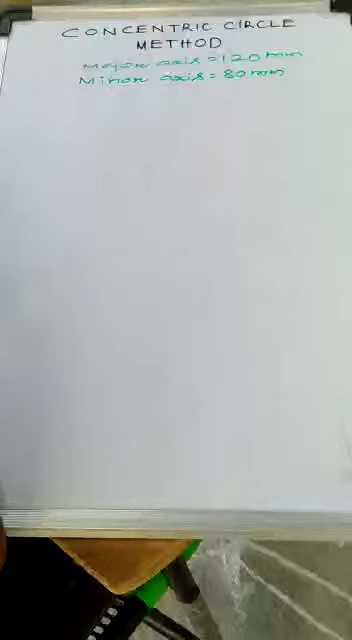 CONCENTRIC CIRCLE
METHOD
Major axis = 120 mm
Minor axis = 80 mm